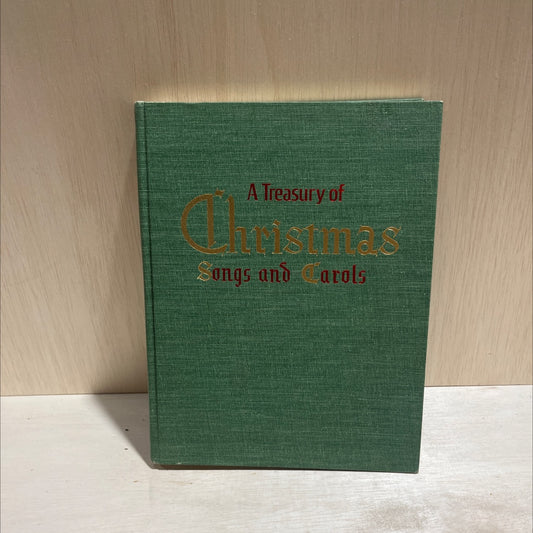 A Treasury of
Christmas
Songs and Carols